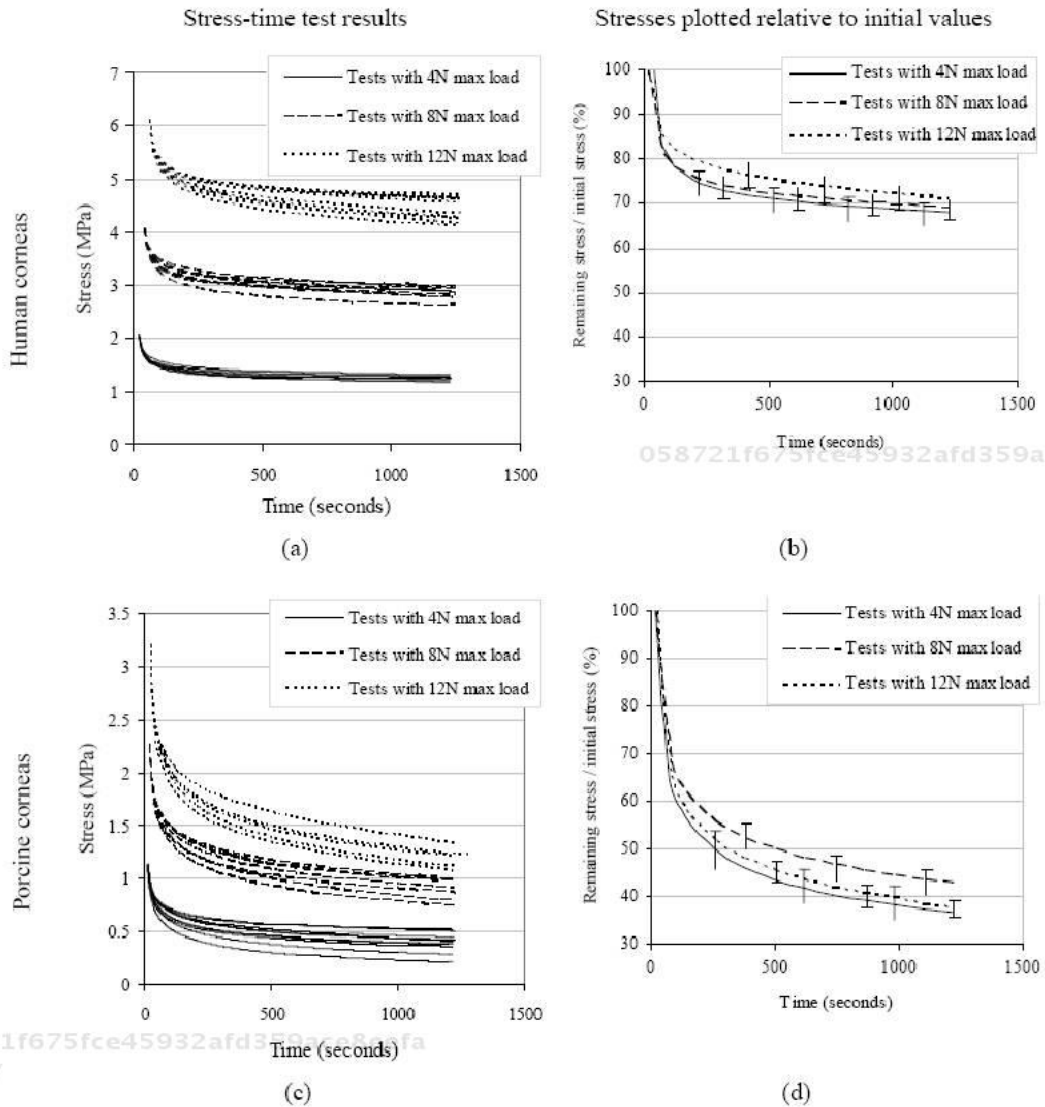 Stress-time test results
Stresses plotted relative to initial values
Human corneas
Stress (MPa)
7
6
5
4
3
2
1
0
0 500 1000 1500
Time (seconds)
Tests with 4N max load
Tests with 8N max load
Tests with 12N max load
(a)
Remaining stress / initial stress (%)
100
90
80
70
60
50
40
30
0 500 1000 1500
Time (seconds)
Tests with 4N max load
Tests with 8N max load
Tests with 12N max load
058721f675fce45932afd359a
(b)
Porcine corneas
Stress (MPa)
3.5
3
2.5
2
1.5
1
0.5
0
0 500 1000 1500
Time (seconds)
Tests with 4N max load
Tests with 8N max load
Tests with 12N max load
(c)
Remaining stress / initial stress (%)
100
90
80
70
60
50
40
30
0 500 1000 1500
Time (seconds)
Tests with 4N max load
Tests with 8N max load
Tests with 12N max load
(d)